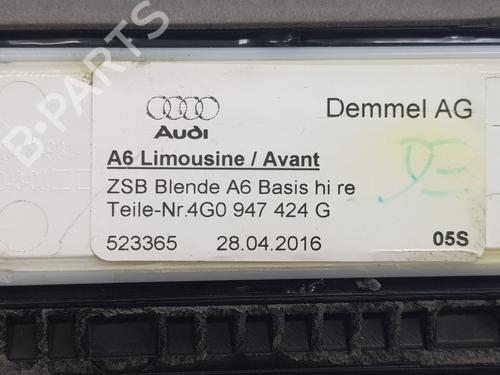 B-PARTS
Audi
Demmel AG
A6 Limousine / Avant
ZSB Blende A6 Basis hi re
Teile-Nr.4G0 947 424 G
523365 28.04.2016 05S